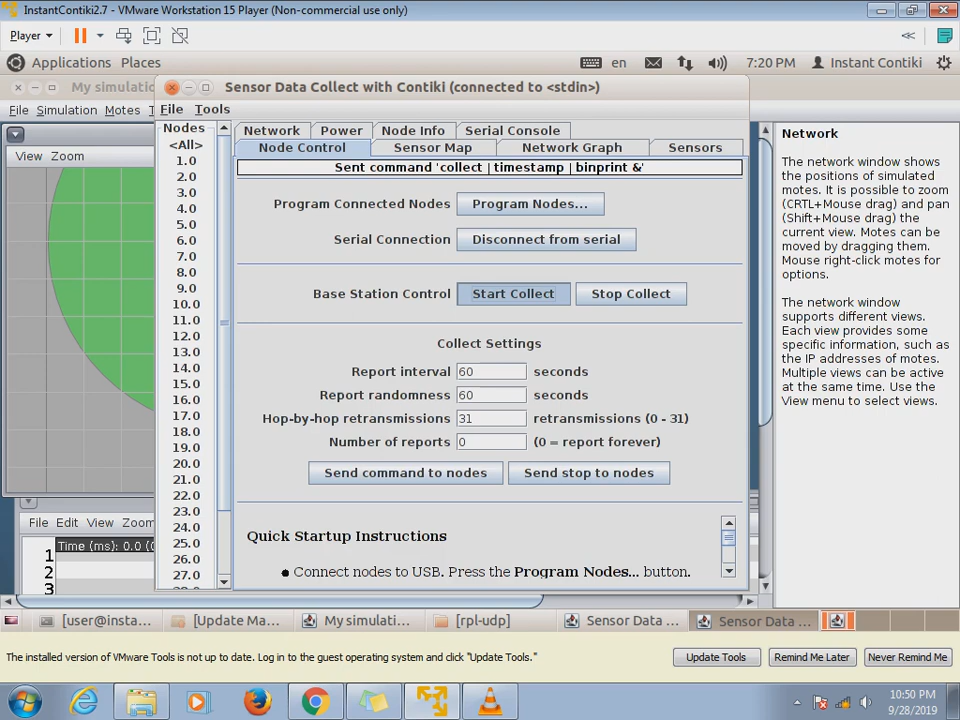 InstantContiki2.7 - VMware Workstation 15 Player (Non-commercial use only)
Player
Applications Places en 7:20 PM Instant Contiki
My simulati Sensor Data Collect with Contiki (connected to <stdin>)
File Simulation Motes T File Tools
View Zoom
Nodes
<All>
1.0
2.0
3.0
4.0
5.0
6.0
7.0
8.0
9.0
10.0
11.0
12.0
13.0
14.0
15.0
16.0
17.0
18.0
19.0
20.0
21.0
22.0
23.0
24.0
25.0
26.0
27.0
Network Power Node Info Serial Console
Node Control Sensor Map Network Graph Sensors
Sent command 'collect | timestamp | binprint &'
Program Connected Nodes Program Nodes...
Serial Connection Disconnect from serial
Base Station Control Start Collect Stop Collect
Collect Settings
Report interval 60 seconds
Report randomness 60 seconds
Hop-by-hop retransmissions 31 retransmissions (0 - 31)
Number of reports 0 (0 = report forever)
Send command to nodes Send stop to nodes
Quick Startup Instructions
● Connect nodes to USB. Press the Program Nodes... button.
Network
The network window shows
the positions of simulated
motes. It is possible to zoom
(CRTL+Mouse drag) and pan
(Shift+Mouse drag) the
current view. Motes can be
moved by dragging them.
Mouse right-click motes for
options.
The network window
supports different views.
Each view provides some
specific information, such as
the IP addresses of motes.
Multiple views can be active
at the same time. Use the
View menu to select views.
File Edit View Zoom
Time (ms): 0.0 (
1
2
3
[user@insta... [Update Ma... My simulati... [rpl-udp] Sensor Data ... Sensor Data ...
The installed version of VMware Tools is not up to date. Log in to the guest operating system and click "Update Tools."
Update Tools Remind Me Later Never Remind Me
10:50 PM
9/28/2019